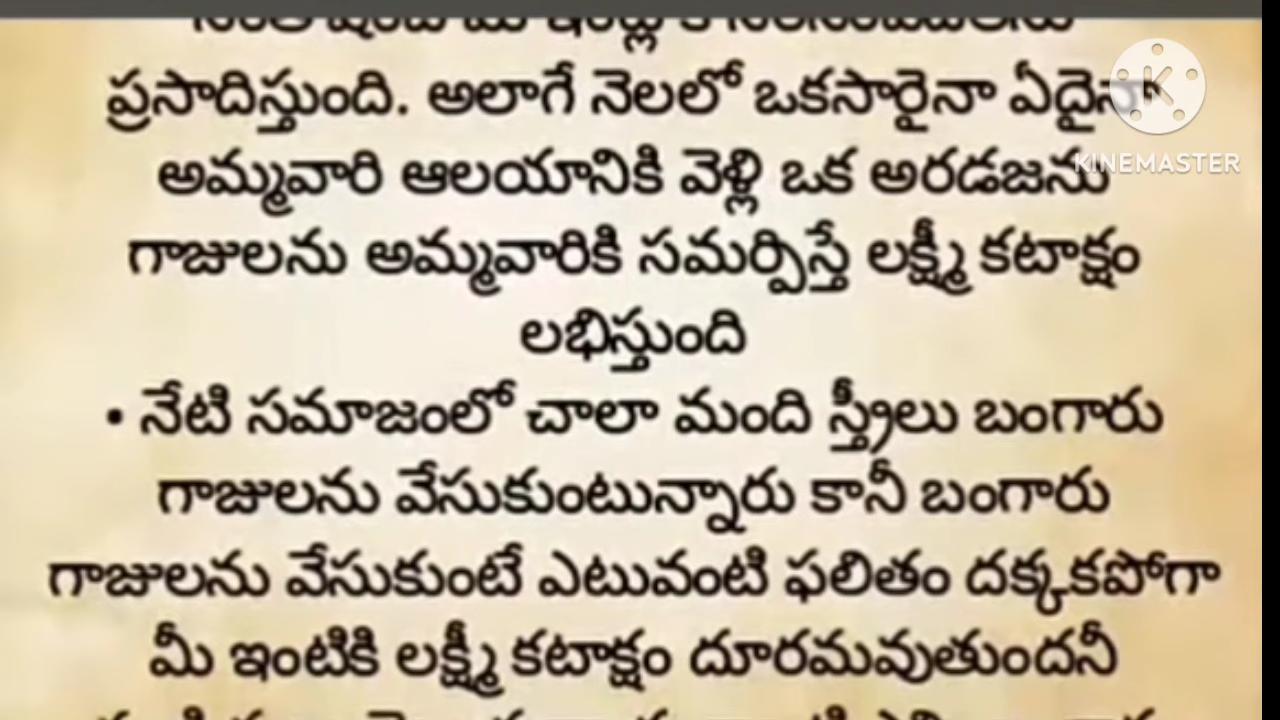 ప్రసాదిస్తుంది. అలాగే నెలలో ఒకసారైనా ఏదైనా
అమ్మవారి ఆలయానికి వెళ్లి ఒక అరడజను
గాజులను అమ్మవారికి సమర్పిస్తే లక్ష్మీ కటాక్షం
లభిస్తుంది
• నేటి సమాజంలో చాలా మంది స్త్రీలు బంగారు
గాజులను వేసుకుంటున్నారు కానీ బంగారు
గాజులను వేసుకుంటే ఎటువంటి ఫలితం దక్కకపోగా
మీ ఇంటికి లక్ష్మీ కటాక్షం దూరమవుతుందనీ
KINEMASTER